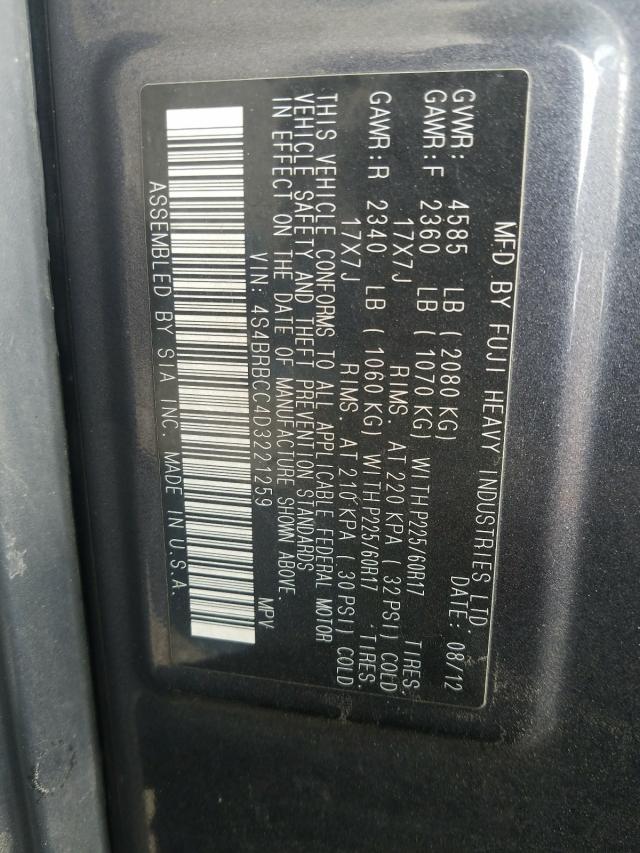 MFD BY FUJI HEAVY INDUSTRIES LTD.
DATE: 08/12
GVWR: 4585 LB ( 2080 KG)
GAWR:F 2360 LB ( 1070 KG) WITH P225/60R17 TIRES.
17X7J RIMS. AT 220 KPA ( 32 PSI) COLD
GAWR:R 2340 LB ( 1060 KG) WITH P225/60R17 TIRES.
17X7J RIMS. AT 210 KPA ( 30 PSI) COLD
THIS VEHICLE CONFORMS TO ALL APPLICABLE FEDERAL MOTOR
VEHICLE SAFETY AND THEFT PREVENTION STANDARDS
IN EFFECT ON THE DATE OF MANUFACTURE SHOWN ABOVE.
VIN: 4S4BRBCC4D3221259 MPV
ASSEMBLED BY SIA INC. MADE IN U.S.A.